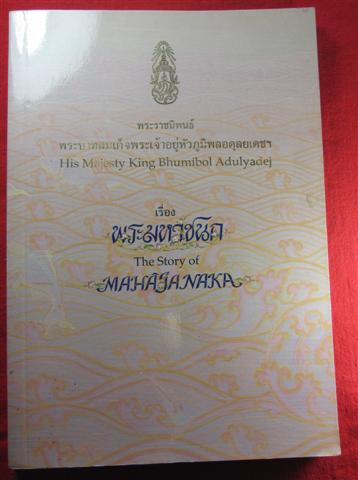 พระราชนิพนธ์
พระบาทสมเด็จพระเจ้าอยู่หัวภูมิพลอดุลยเดชฯ
His Majesty King Bhumibol Adulyadej
เรื่อง
พระมหาชนก
The Story of
MAHAJANAKA